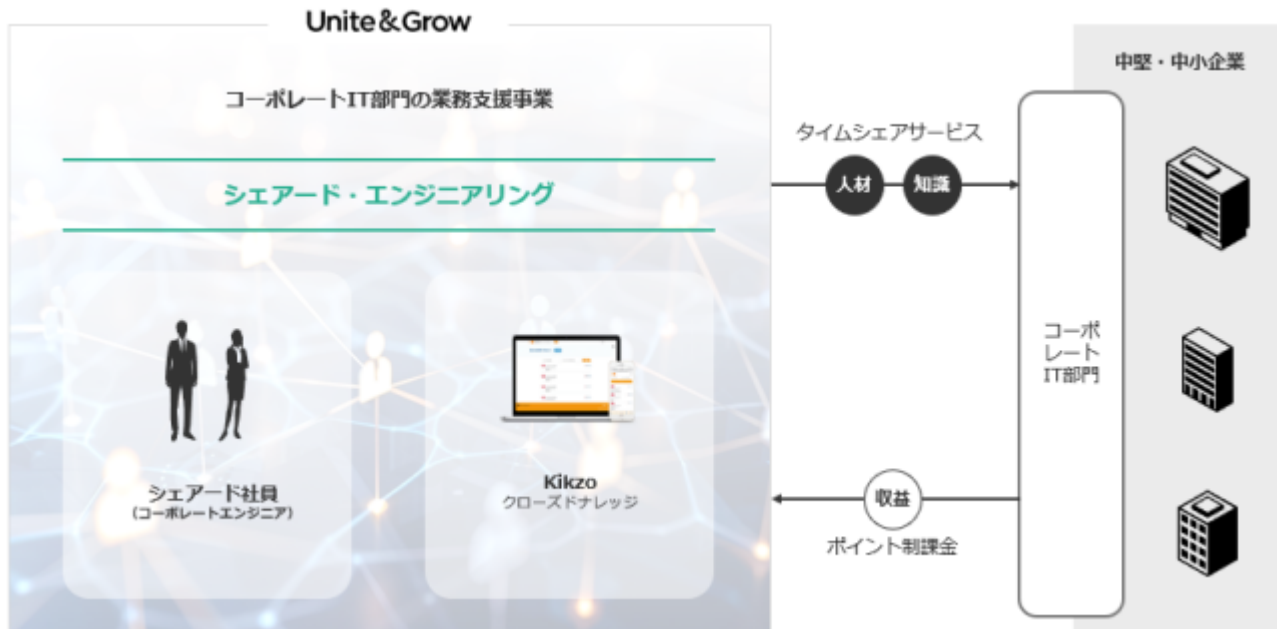 Unite&Grow
コーポレートIT部門の業務支援事業
シェアード・エンジニアリング
シェアード社員
(コーポレートエンジニア)
Kikzo
クローズドナレッジ
タイムシェアサービス
人材
知識
収益
ポイント制課金
中堅・中小企業
コーポ
レート
IT部門